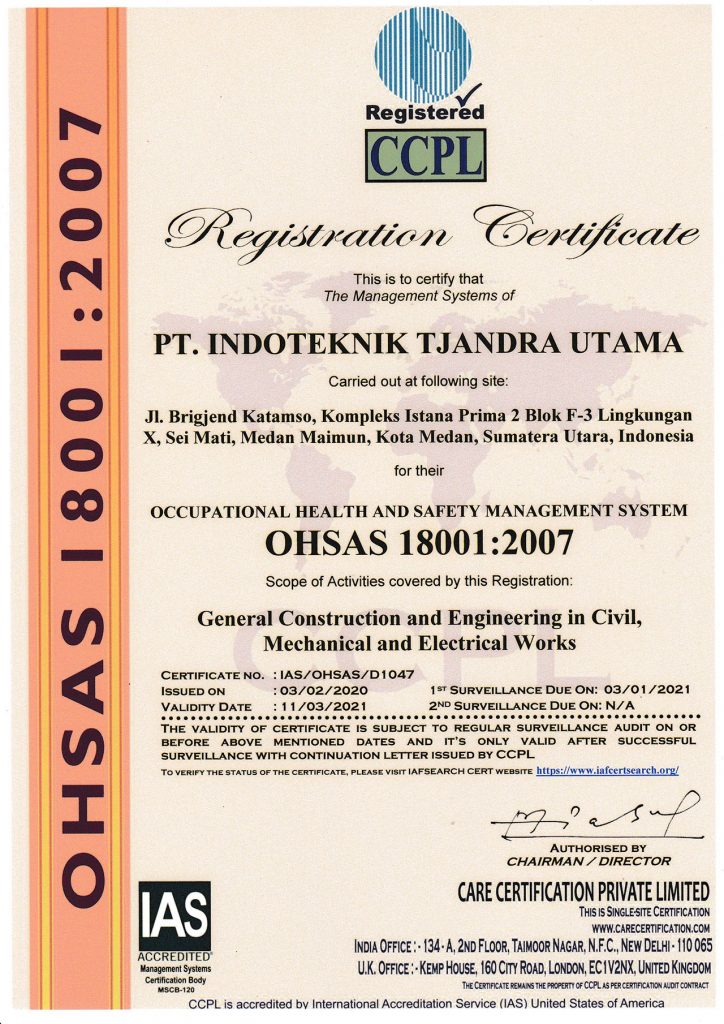 Registered
CCPL
Registration Certificate
This is to certify that
The Management Systems of
PT. INDOTEKNIK TJANDRA UTAMA
Carried out at following site:
Jl. Brigjend Katamso, Kompleks Istana Prima 2 Blok F-3 Lingkungan
X, Sei Mati, Medan Maimun, Kota Medan, Sumatera Utara, Indonesia
for their
OCCUPATIONAL HEALTH AND SAFETY MANAGEMENT SYSTEM
OHSAS 18001:2007
Scope of Activities covered by this Registration:
General Construction and Engineering in Civil,
Mechanical and Electrical Works
CCPL
CERTIFICATE NO. : IAS/OHSAS/D1047
ISSUED ON : 03/02/2020 1ST SURVEILLANCE DUE ON: 03/01/2021
VALIDITY DATE : 11/03/2021 2ND SURVEILLANCE DUE ON: N/A
THE VALIDITY OF CERTIFICATE IS SUBJECT TO REGULAR SURVEILLANCE AUDIT ON OR
BEFORE ABOVE MENTIONED DATES AND IT'S ONLY VALID AFTER SUCCESSFUL
SURVEILLANCE WITH CONTINUATION LETTER ISSUED BY CCPL
TO VERIFY THE STATUS OF THE CERTIFICATE, PLEASE VISIT IAFSEARCH CERT WEBSITE https://www.iafcertsearch.org/
AUTHORISED BY
CHAIRMAN / DIRECTOR
CARE CERTIFICATION PRIVATE LIMITED
THIS IS SINGLE-SITE CERTIFICATION
WWW.CARECERTIFICATION.COM
INDIA OFFICE :- 134 - A, 2ND FLOOR, TAIMOOR NAGAR, N.F.C., NEW DELHI - 110 065
U.K. OFFICE :- KEMP HOUSE, 160 CITY ROAD, LONDON, EC1V2NX, UNITED KINGDOM
THE CERTIFICATE REMAINS THE PROPERTY OF CCPL AS PER CERTIFICATION AUDIT CONTRACT
IAS
ACCREDITED®
Management Systems
Certification Body
MSCB-120
CCPL is accredited by International Accreditation Service (IAS) United States of America
OHSAS 18001:2007